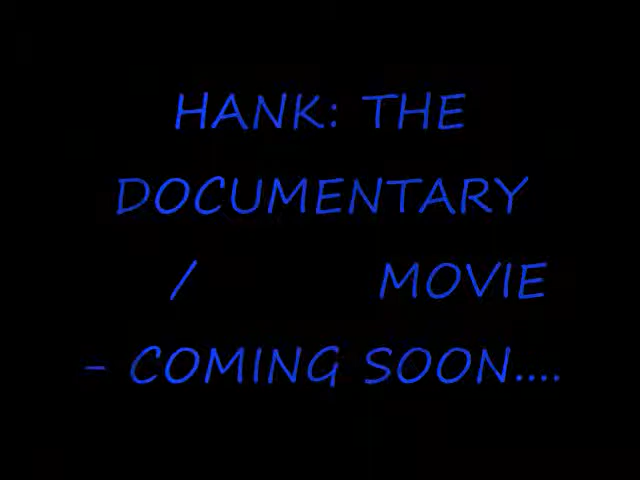 HANK: THE
DOCUMENTARY
/ MOVIE
- COMING SOON....